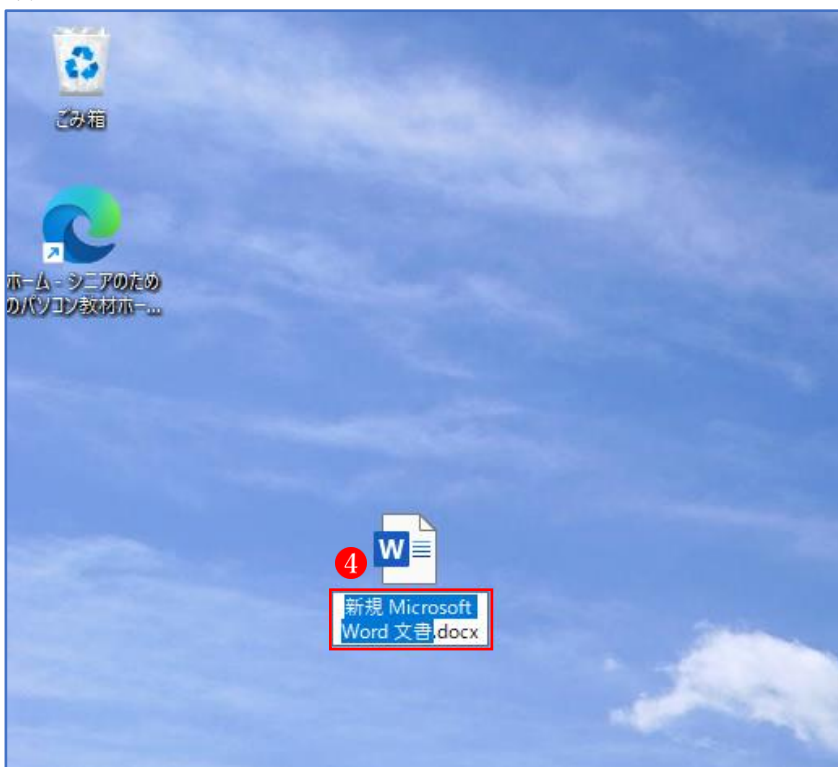 ごみ箱
ホーム - シニアのため
のパソコン教材ホー...
4
W
新規 Microsoft
Word 文書.docx